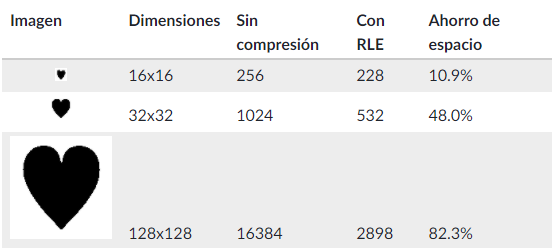 Imagen Dimensiones Sin compresión Con RLE Ahorro de espacio
16x16 256 228 10.9%
32x32 1024 532 48.0%
128x128 16384 2898 82.3%